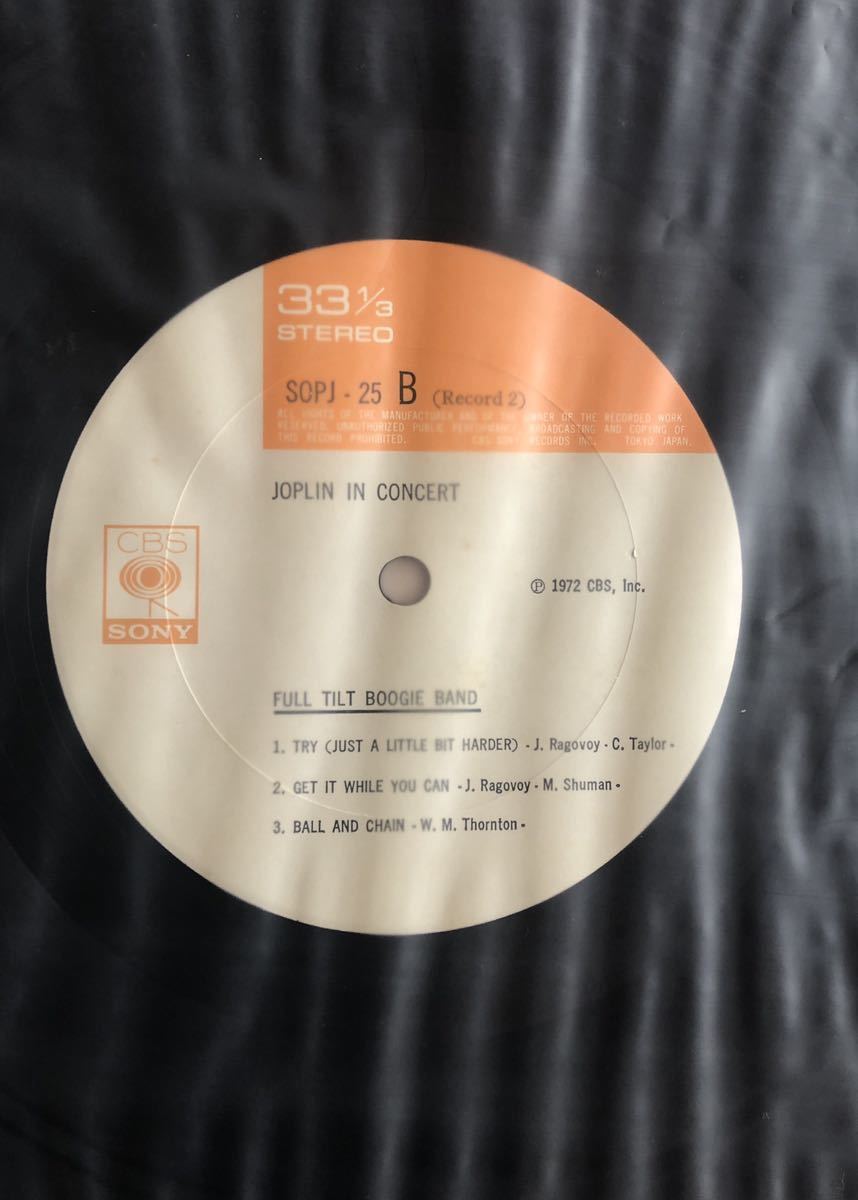 33 1/3
STEREO
SOPJ - 25 B (Record 2)
ALL RIGHTS OF THE MANUFACTURER AND OF THE OWNER OF THE RECORDED WORK
RESERVED. UNAUTHORIZED PUBLIC PERFORMANCE, BROADCASTING AND COPYING OF
THIS RECORD PROHIBITED. CBS SONY RECORDS INC. TOKYO JAPAN.
JOPLIN IN CONCERT
CBS
SONY
℗ 1972 CBS, Inc.
FULL TILT BOOGIE BAND
1. TRY (JUST A LITTLE BIT HARDER) - J. Ragovoy - C. Taylor -
2. GET IT WHILE YOU CAN - J. Ragovoy - M. Shuman -
3. BALL AND CHAIN - W. M. Thornton -